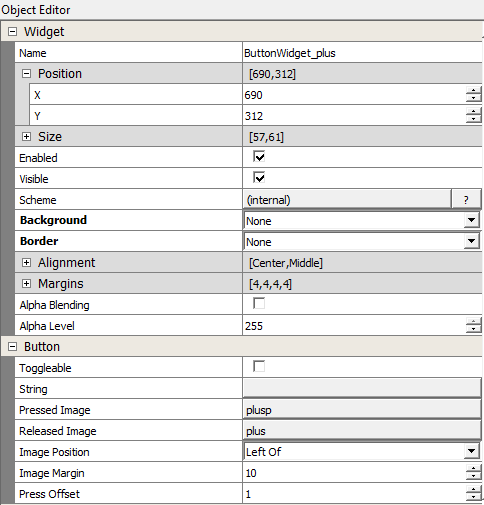 Object Editor
Widget
Name ButtonWidget_plus
Position [690,312]
X 690
Y 312
Size [57,61]
Enabled
Visible
Scheme (internal) ?
Background None
Border None
Alignment [Center,Middle]
Margins [4,4,4,4]
Alpha Blending
Alpha Level 255
Button
Toggleable
String
Pressed Image plusp
Released Image plus
Image Position Left Of
Image Margin 10
Press Offset 1